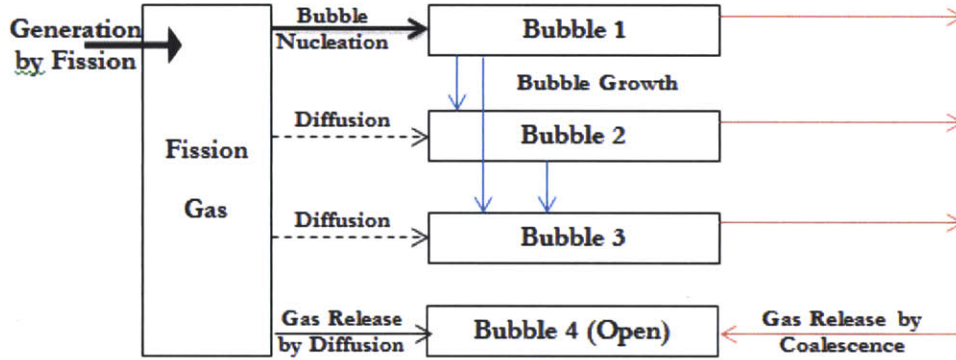 Generation
by Fission
Fission
Gas
Bubble
Nucleation
Bubble 1
Bubble Growth
Diffusion
Bubble 2
Diffusion
Bubble 3
Gas Release
by Diffusion
Bubble 4 (Open)
Gas Release by
Coalescence